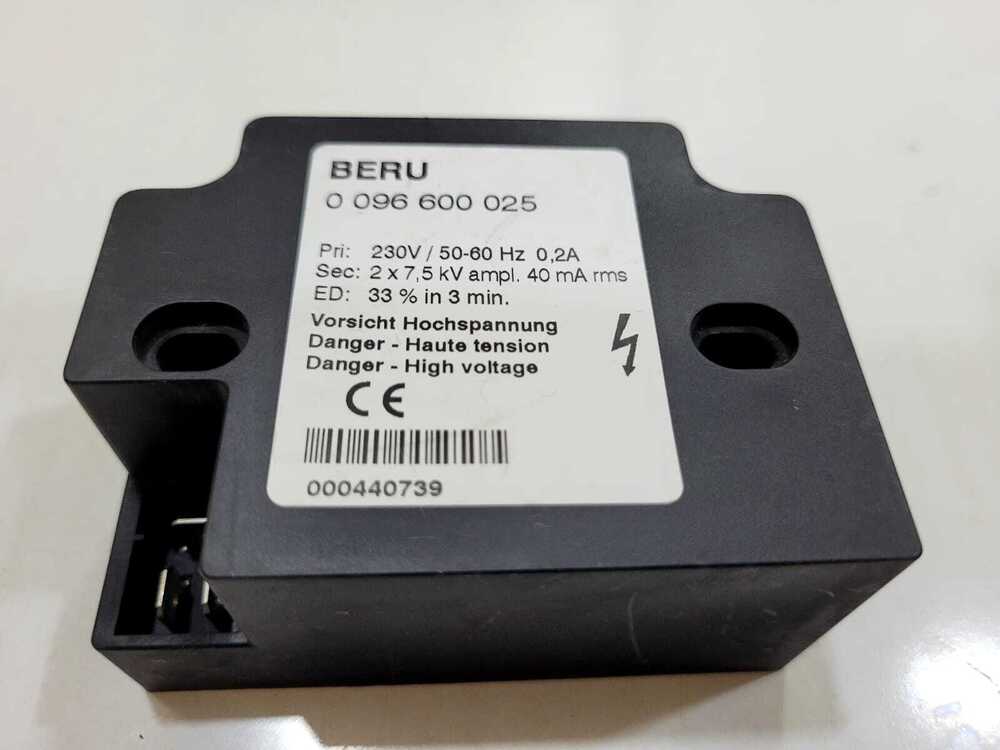 BERU
0 096 600 025
Pri: 230V / 50-60 Hz 0,2A
Sec: 2 x 7,5 kV ampl. 40 mA rms
ED: 33 % in 3 min.
Vorsicht Hochspannung
Danger - Haute tension
Danger - High voltage
CE
000440739